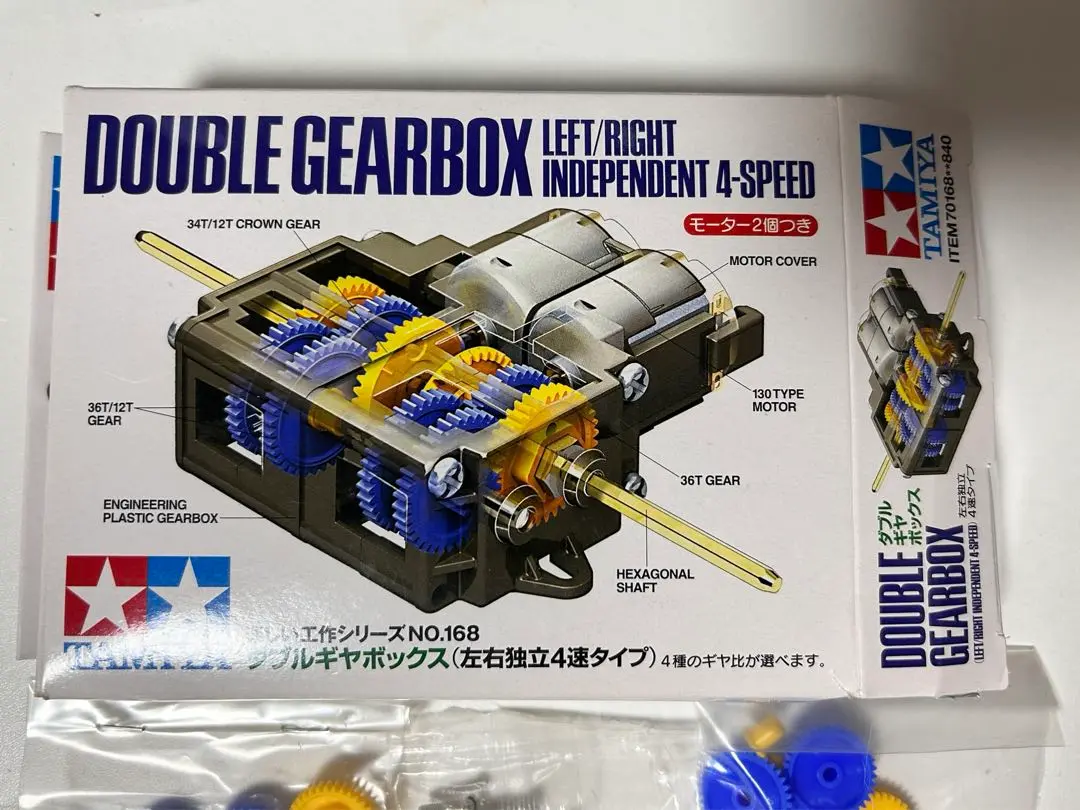 DOUBLE GEARBOX LEFT/RIGHT INDEPENDENT 4-SPEED
モーター2個つき
34T/12T CROWN GEAR
MOTOR COVER
130 TYPE
MOTOR
36T/12T
GEAR
36T GEAR
ENGINEERING
PLASTIC GEARBOX
HEXAGONAL
SHAFT
工作シリーズNO.168
TAMIYA
ダブルギヤボックス(左右独立4速タイプ)4種のギヤ比が選べます。
TAMIYA
ITEM 70168**840
ダブル
ギヤ
ボックス
左右独立
4速タイプ
DOUBLE
GEARBOX
(LEFT/RIGHT INDEPENDENT 4-SPEED)